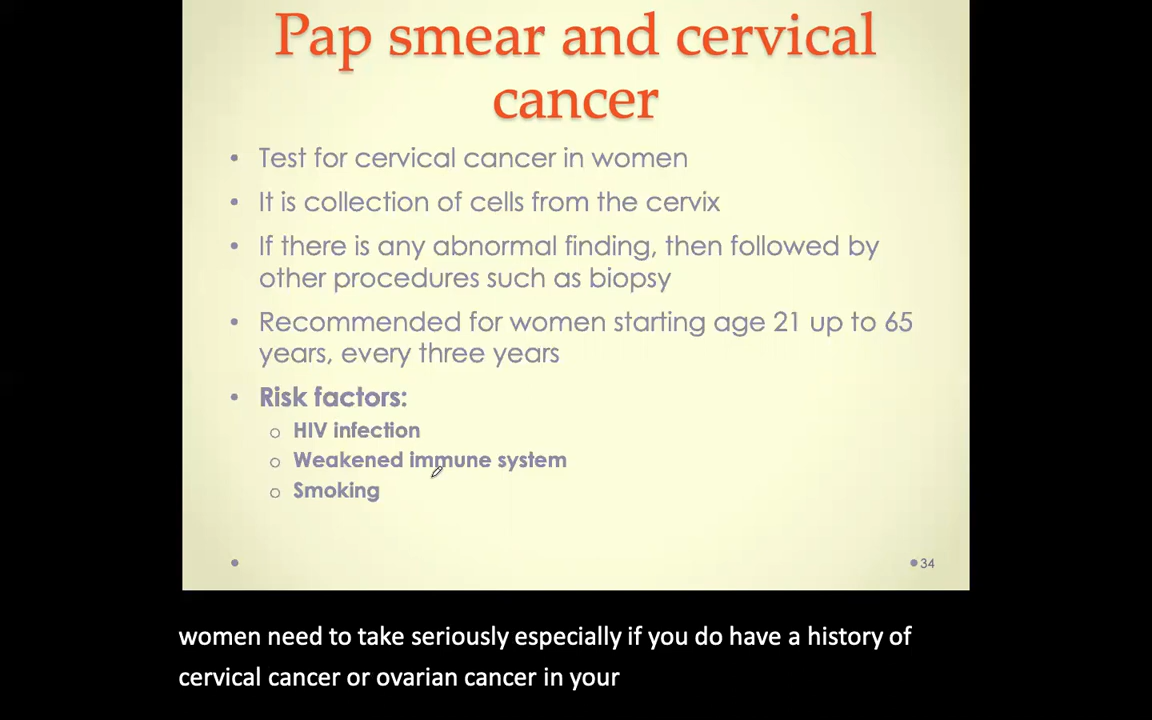 Pap smear and cervical
cancer
• Test for cervical cancer in women
• It is collection of cells from the cervix
• If there is any abnormal finding, then followed by
other procedures such as biopsy
• Recommended for women starting age 21 up to 65
years, every three years
• Risk factors:
o HIV infection
o Weakened immune system
o Smoking
• •34
women need to take seriously especially if you do have a history of
cervical cancer or ovarian cancer in your